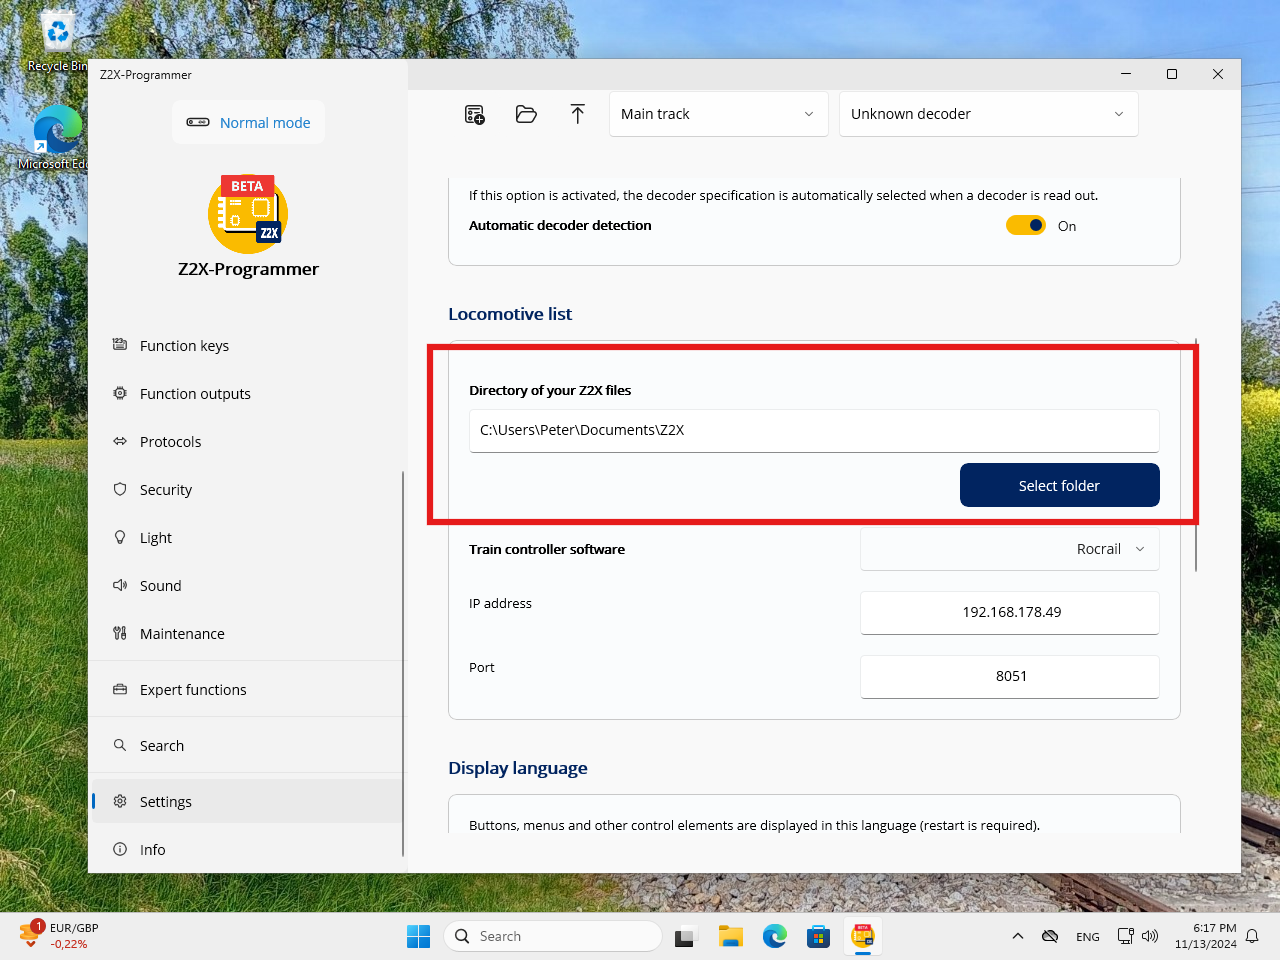 Recycle Bin
Microsoft Edge
Z2X-Programmer
Normal mode
BETA
Z2X
Z2X-Programmer
Function keys
Function outputs
Protocols
Security
Light
Sound
Maintenance
Expert functions
Search
Settings
Info
Main track
Unknown decoder
If this option is activated, the decoder specification is automatically selected when a decoder is read out.
Automatic decoder detection
On
Locomotive list
Directory of your Z2X files
C:\Users\Peter\Documents\Z2X
Select folder
Train controller software
Rocrail
IP address
192.168.178.49
Port
8051
Display language
Buttons, menus and other control elements are displayed in this language (restart is required).
1
EUR/GBP
-0,22%
Search
BETA
ENG
6:17 PM
11/13/2024